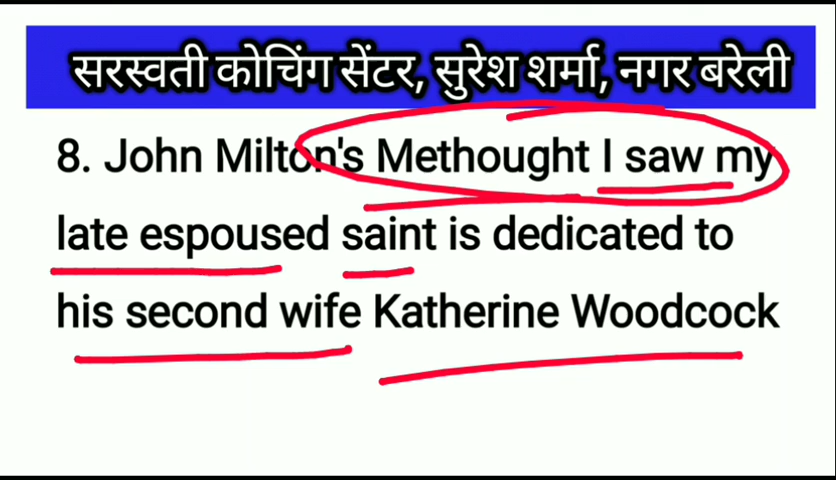 सरस्वती कोचिंग सेंटर, सुरेश शर्मा, नगर बरेली
8. John Milton's Methought I saw my
late espoused saint is dedicated to
his second wife Katherine Woodcock